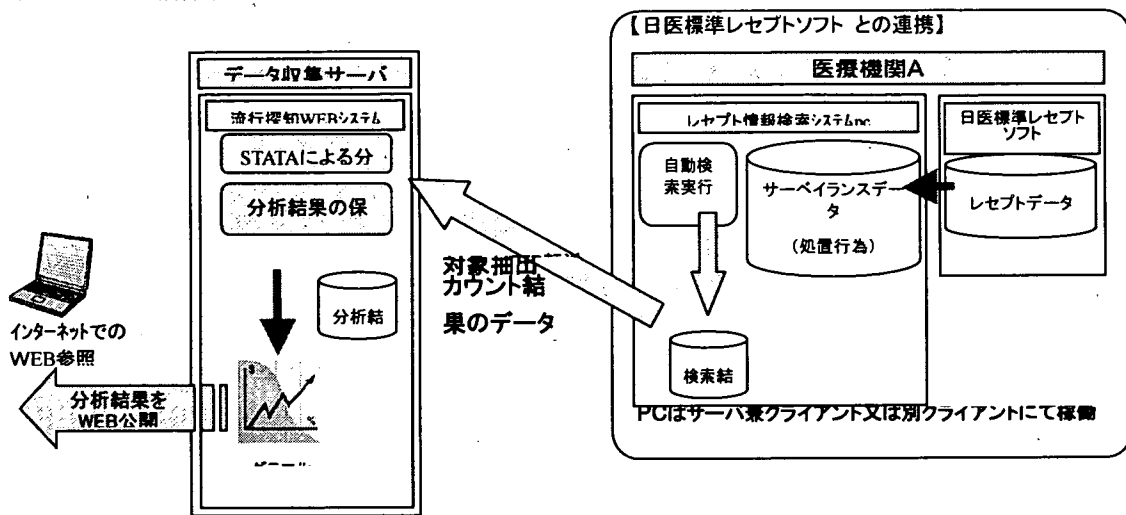 【日医標準レセプトソフト との連携】
医療機関A
データ収集サーバ
流行探知WEBシステム
STATAによる分
分析結果の保
分析結
レセプト情報検索システムpc
自動検
索実行
サーベイランスデー
タ
（処置行為）
日医標準レセプト
ソフト
レセプトデータ
検索結
PCはサーバ兼クライアント又は別クライアントにて稼働
対象抽出
カウント結
果のデータ
インターネットでの
WEB参照
分析結果を
WEB公開
$
%